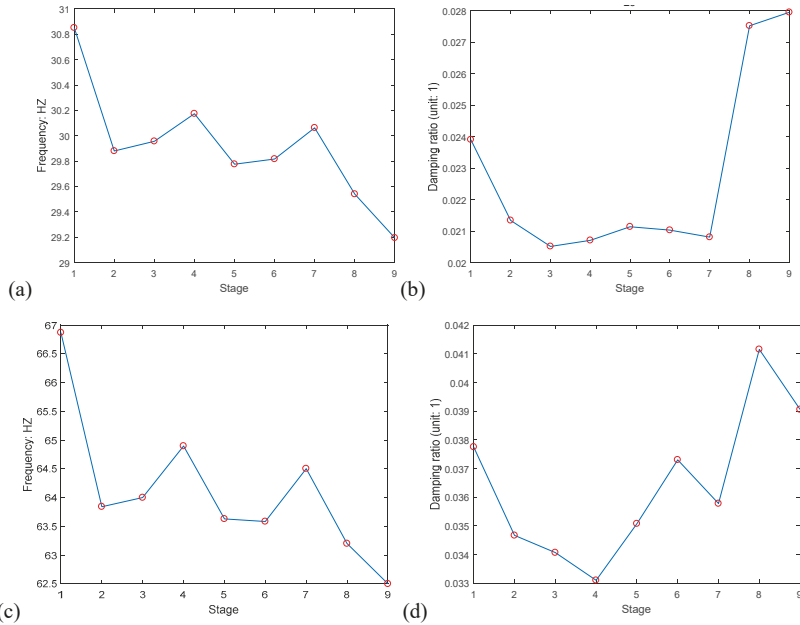 31
30.8
30.6
30.4
30.2
30
29.8
29.6
29.4
29.2
29
1 2 3 4 5 6 7 8 9
Frequency: HZ
Stage
(a)
0.028
0.027
0.026
0.025
0.024
0.023
0.022
0.021
0.02
1 2 3 4 5 6 7 8 9
Damping ratio (unit: 1)
Stage
(b)
67
66.5
66
65.5
65
64.5
64
63.5
63
62.5
1 2 3 4 5 6 7 8 9
Frequency: HZ
Stage
(c)
0.042
0.041
0.04
0.039
0.038
0.037
0.036
0.035
0.034
0.033
1 2 3 4 5 6 7 8 9
Damping ratio (unit: 1)
Stage
(d)